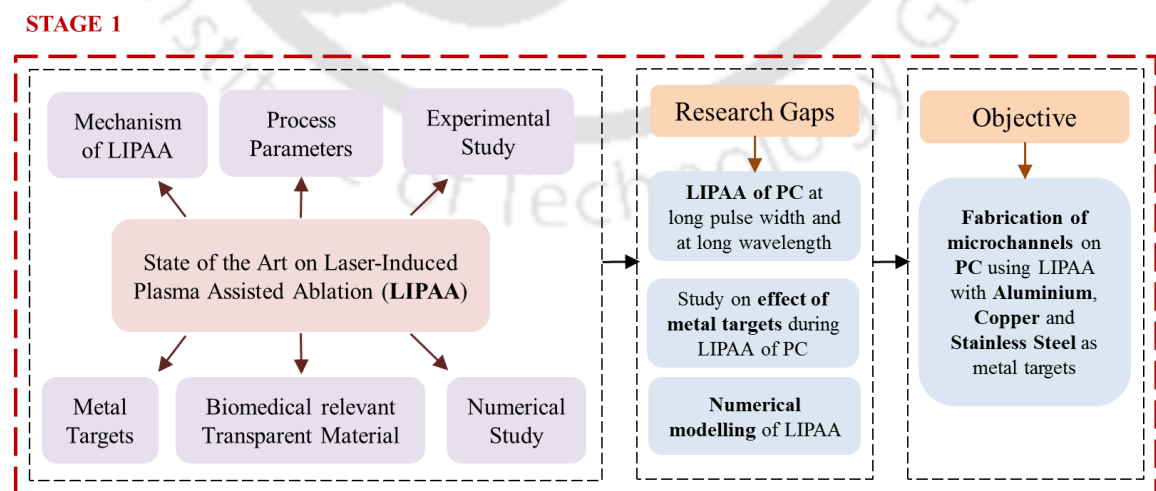 STAGE 1
Mechanism
of LIPAA
Process
Parameters
Experimental
Study
State of the Art on Laser-Induced
Plasma Assisted Ablation (LIPAA)
Metal
Targets
Biomedical relevant
Transparent Material
Numerical
Study
Research Gaps
LIPAA of PC at
long pulse width and
at long wavelength
Study on effect of
metal targets during
LIPAA of PC
Numerical
modelling of LIPAA
Objective
Fabrication of
microchannels on
PC using LIPAA
with Aluminium,
Copper and
Stainless Steel as
metal targets
of Technology